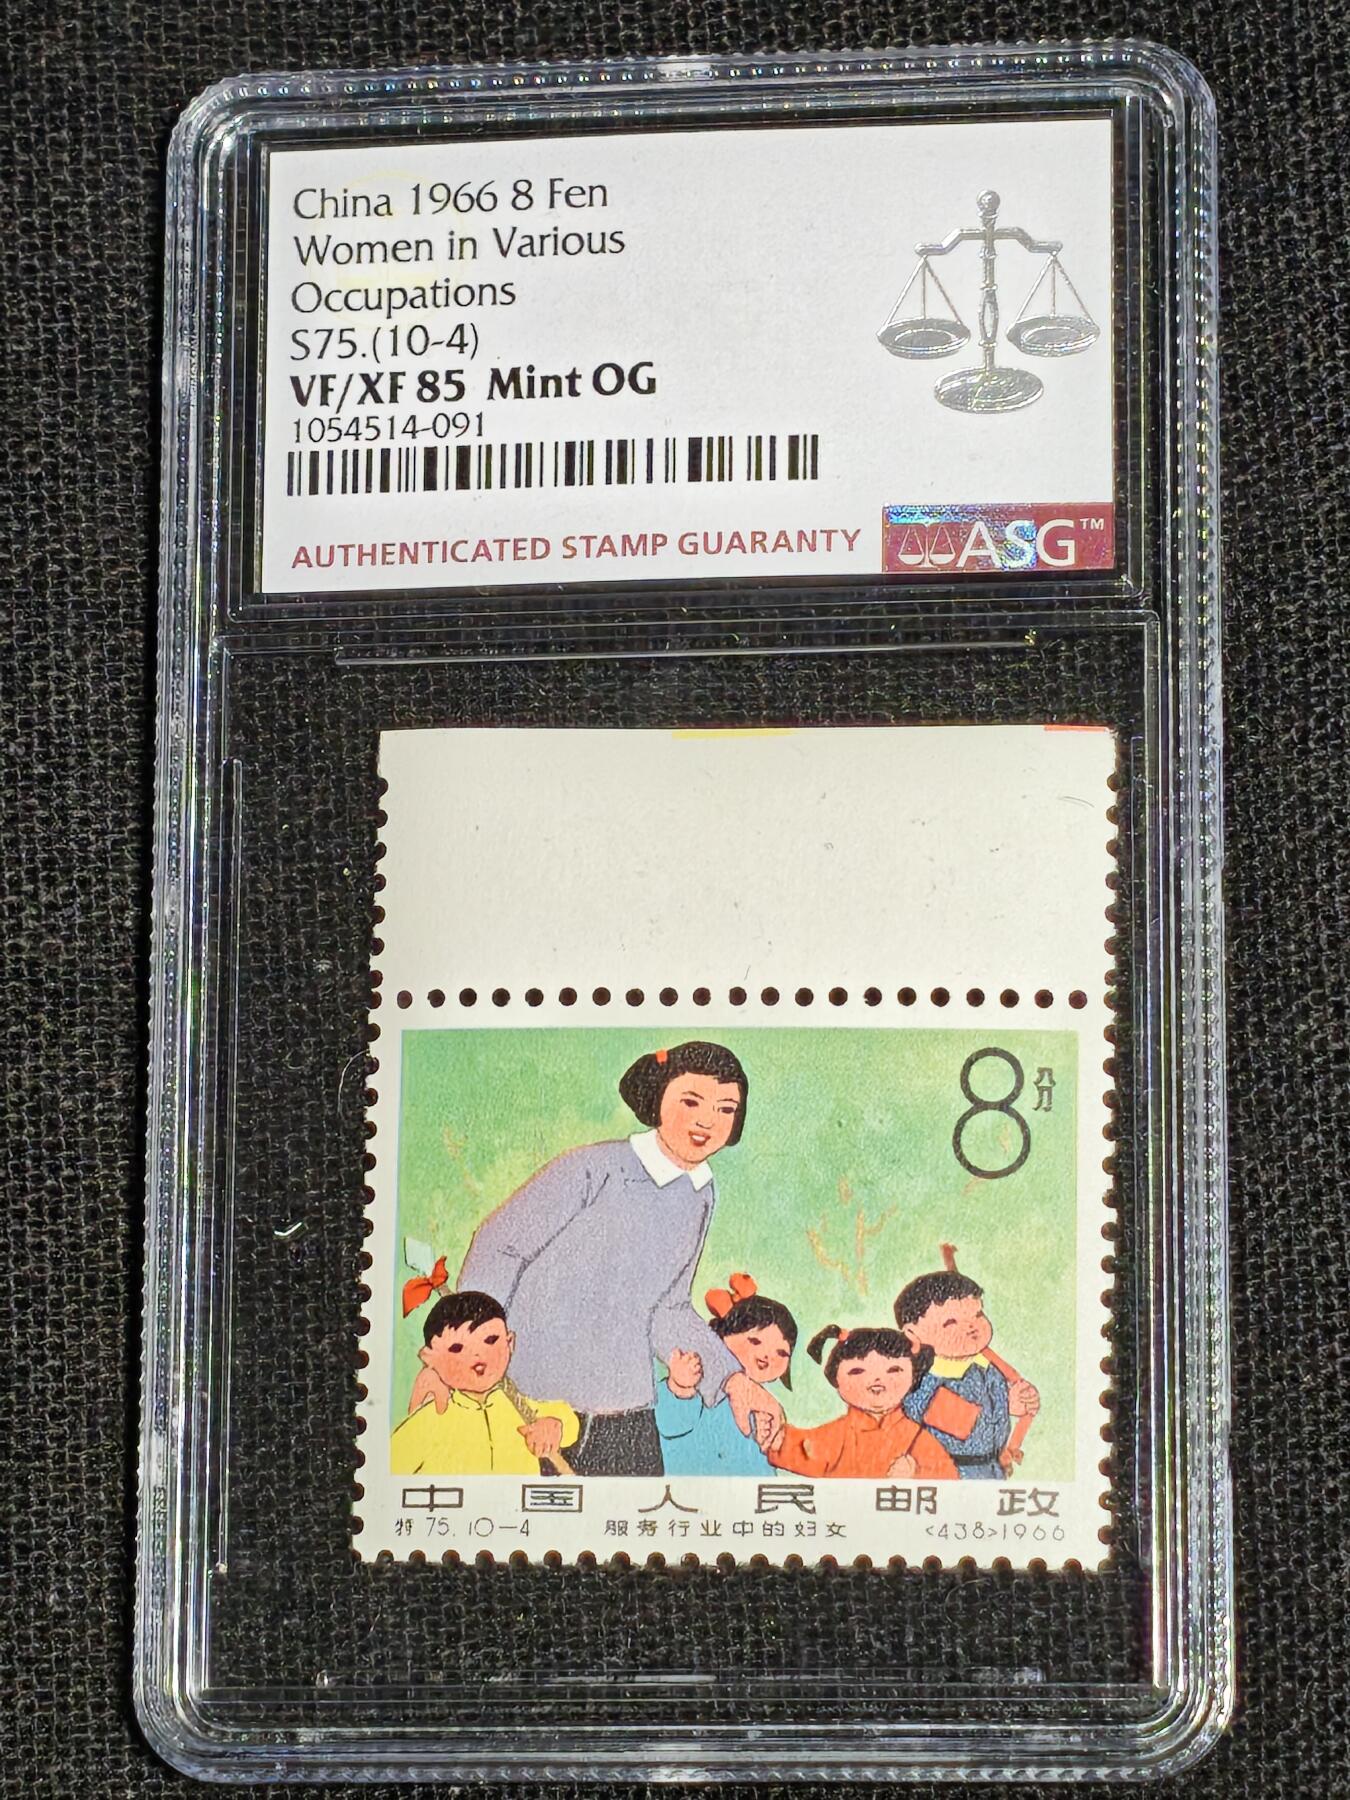 China 1966 8 Fen
Women in Various
Occupations
S75.(10-4)
VF/XF 85 Mint OG
1054514-091
AUTHENTICATED STAMP GUARANTY
ASG™
8分
中国人民邮政
特 75.10-4 服务行业中的妇女 <438>1966